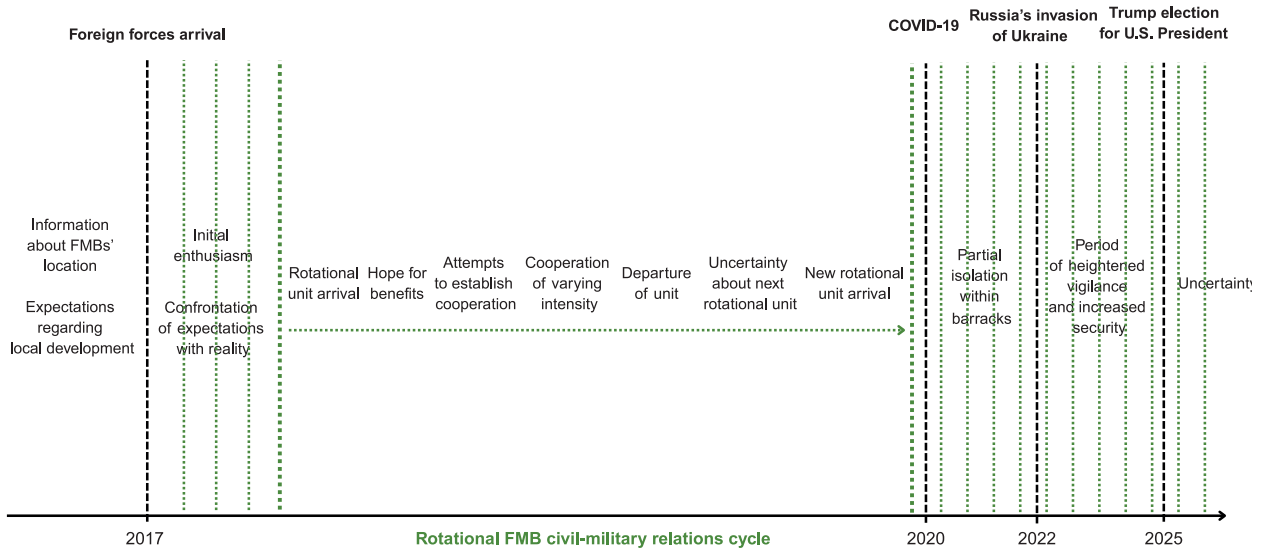 Foreign forces arrival
COVID-19
Russia’s invasion
of Ukraine
Trump election
for U.S. President
Information
about FMBs’
location
Expectations
regarding
local development
Initial
enthusiasm
Confrontation
of expectations
with reality
Rotational
unit arrival
Hope for
benefits
Attempts
to establish
cooperation
Cooperation
of varying
intensity
Departure
of unit
Uncertainty
about next
rotational unit
New rotational
unit arrival
Partial
isolation
within
barracks
Period
of heightened
vigilance
and increased
security
Uncertainty
2017
Rotational FMB civil-military relations cycle
2020
2022
2025